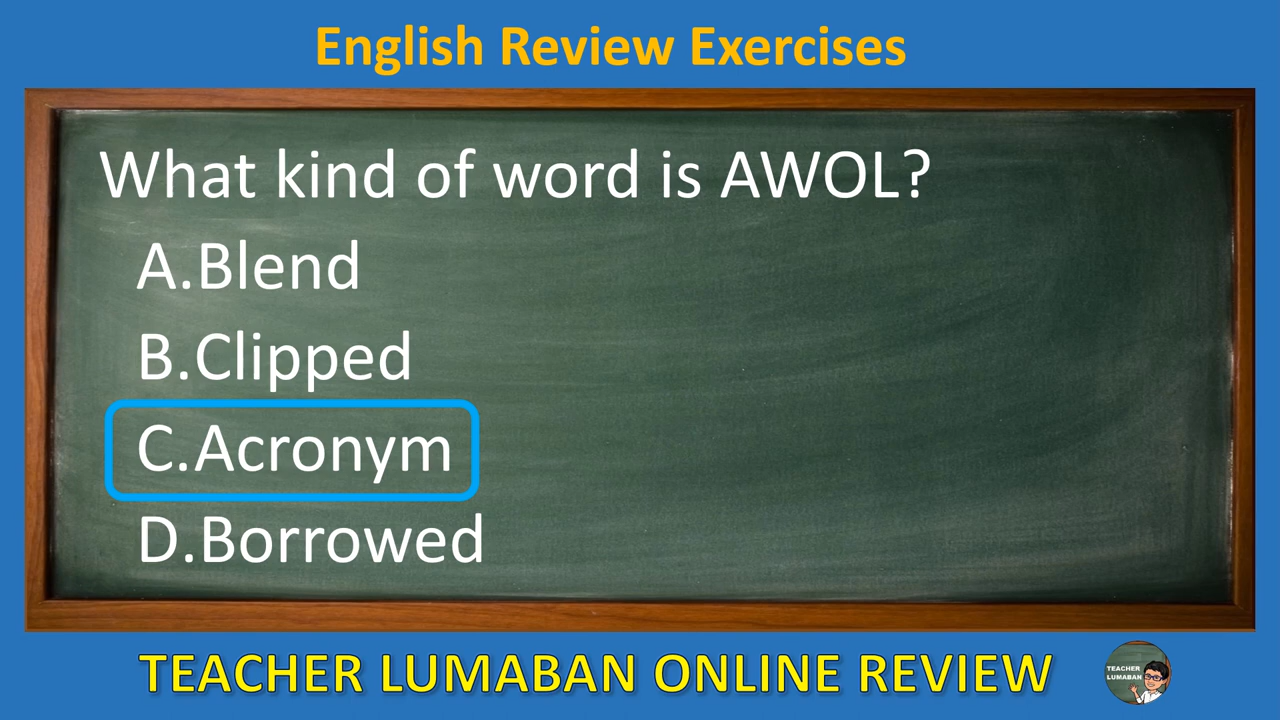 English Review Exercises
What kind of word is AWOL?
A.Blend
B.Clipped
C.Acronym
D.Borrowed
TEACHER LUMABAN ONLINE REVIEW
TEACHER
LUMABAN